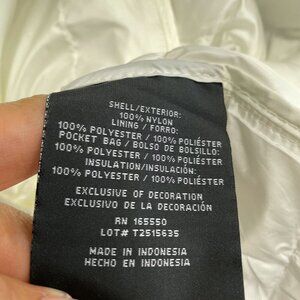 SHELL/EXTERIOR:
100% NYLON
LINING / FORRO:
100% POLYESTER / 100% POLIÉSTER
POCKET BAG / BOLSO DE BOLSILLO:
100% POLYESTER / 100% POLIÉSTER
INSULATION/INSULACIÓN:
100% POLYESTER / 100% POLIÉSTER
EXCLUSIVE OF DECORATION
EXCLUSIVO DE LA DECORACIÓN
RN 165550
LOT# T2515635
MADE IN INDONESIA
HECHO EN INDONESIA